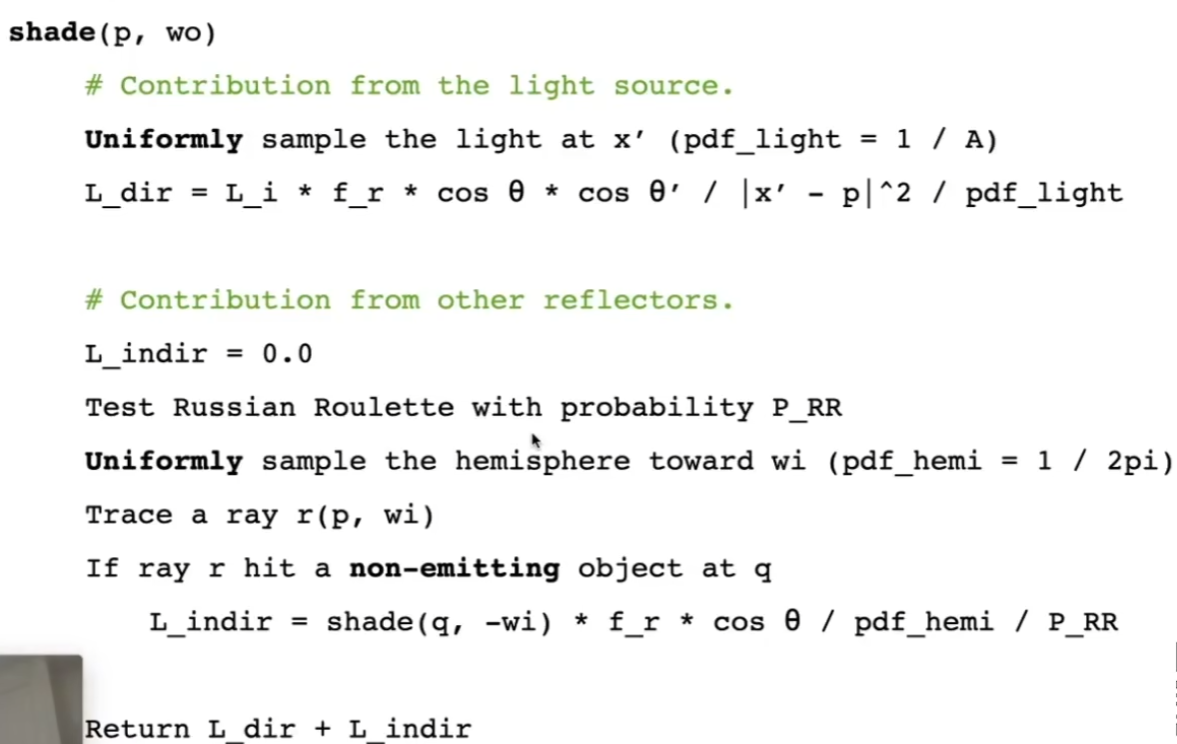 shade(p, wo)
# Contribution from the light source.
Uniformly sample the light at x′ (pdf_light = 1 / A)
L_dir = L_i * f_r * cos θ * cos θ′ / |x′ - p|^2 / pdf_light
# Contribution from other reflectors.
L_indir = 0.0
Test Russian Roulette with probability P_RR
Uniformly sample the hemisphere toward wi (pdf_hemi = 1 / 2pi)
Trace a ray r(p, wi)
If ray r hit a non-emitting object at q
L_indir = shade(q, -wi) * f_r * cos θ / pdf_hemi / P_RR
Return L_dir + L_indir